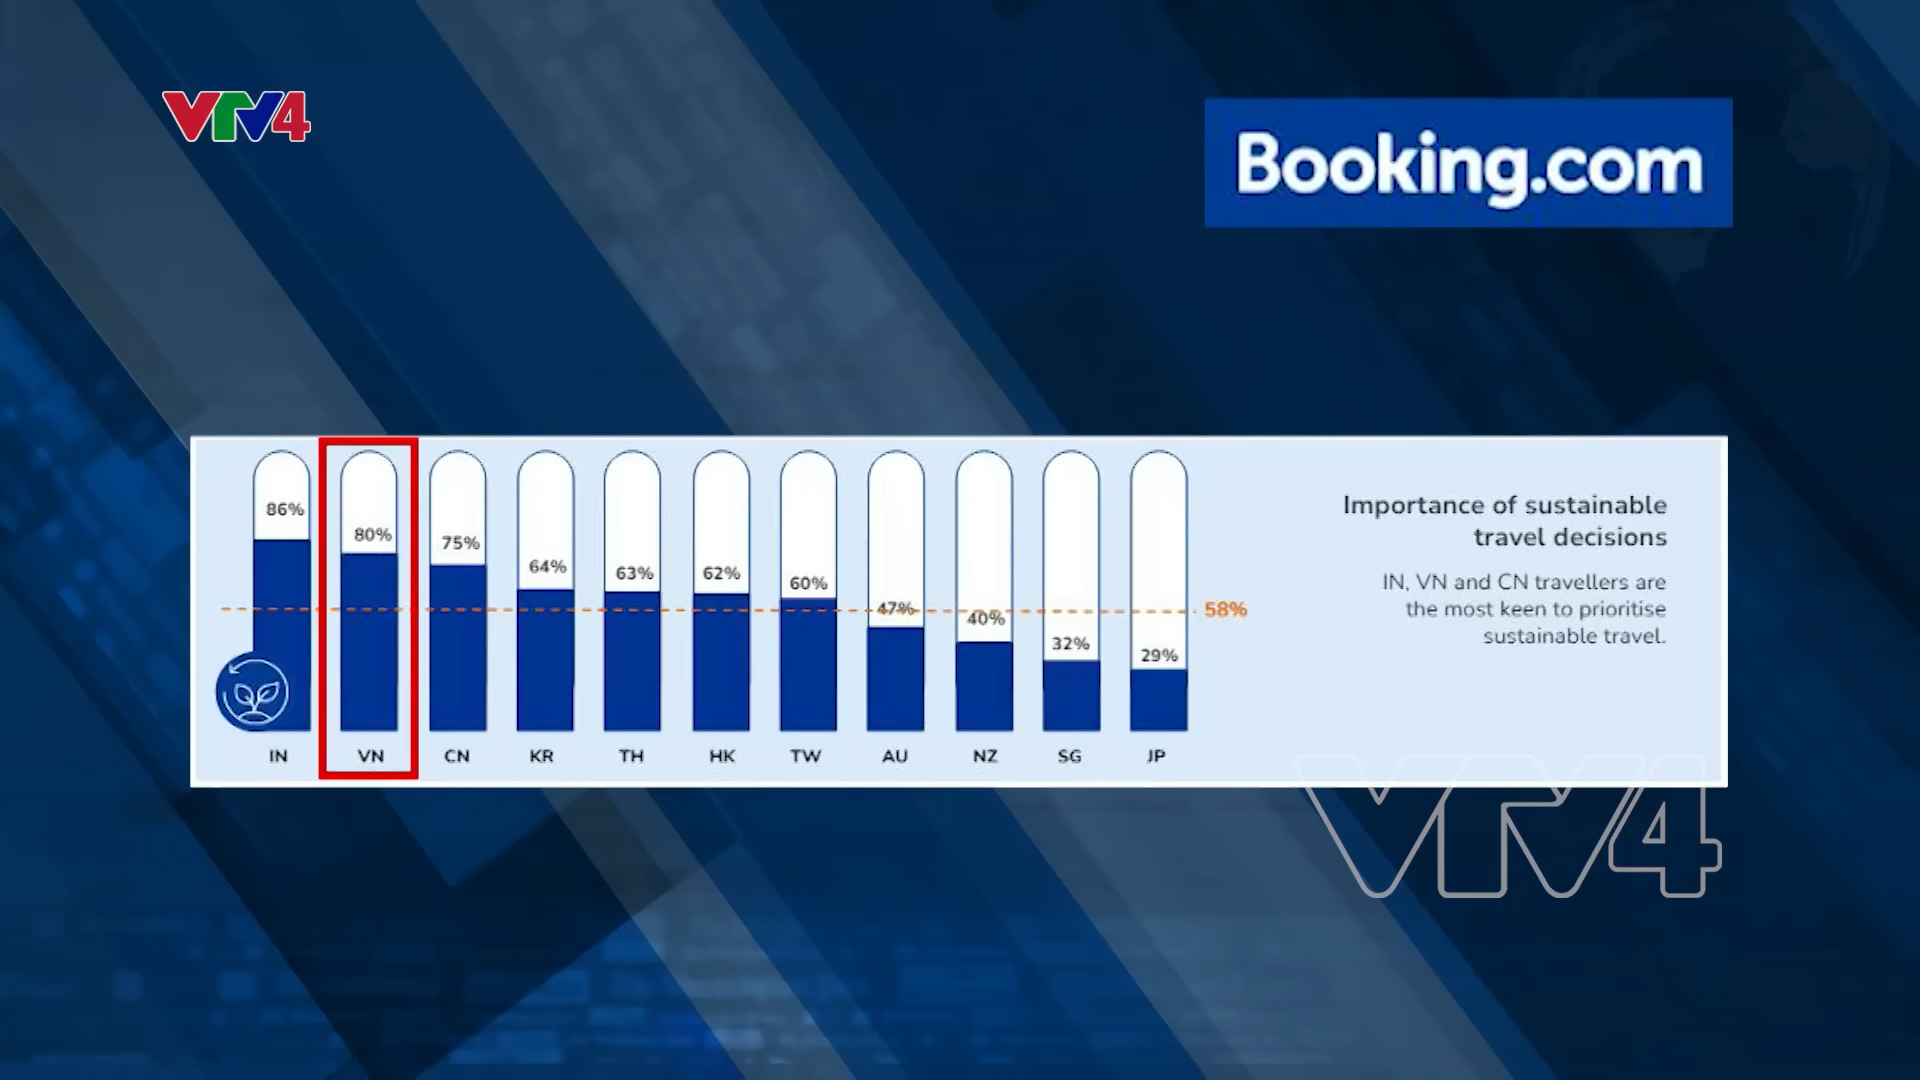 VTV4
Booking.com
86%
80%
75%
64%
63%
62%
60%
47%
40%
32%
29%
58%
IN
VN
CN
KR
TH
HK
TW
AU
NZ
SG
JP
Importance of sustainable
travel decisions
IN, VN and CN travellers are
the most keen to prioritise
sustainable travel.
VTV4